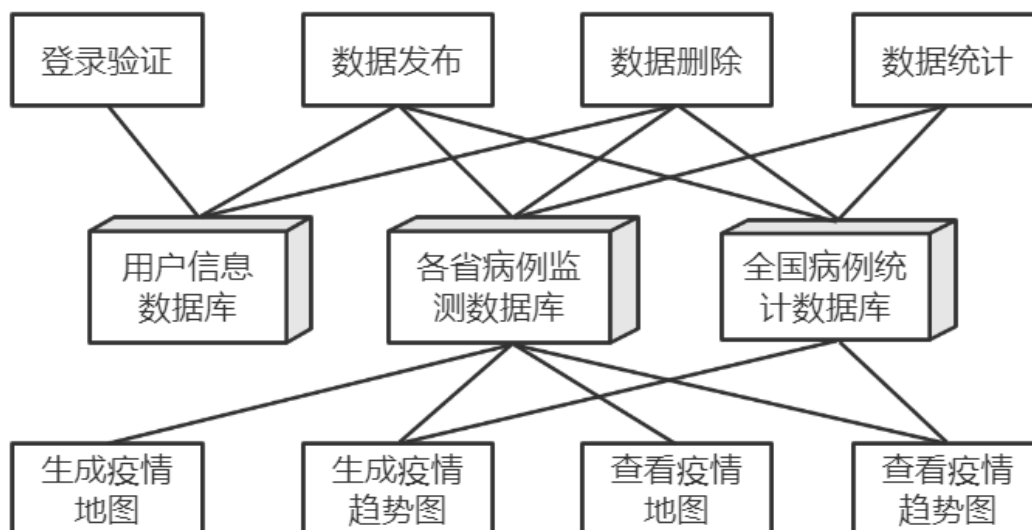 登录验证
数据发布
数据删除
数据统计
用户信息
数据库
各省病例监
测数据库
全国病例统
计数据库
生成疫情
地图
生成疫情
趋势图
查看疫情
地图
查看疫情
趋势图